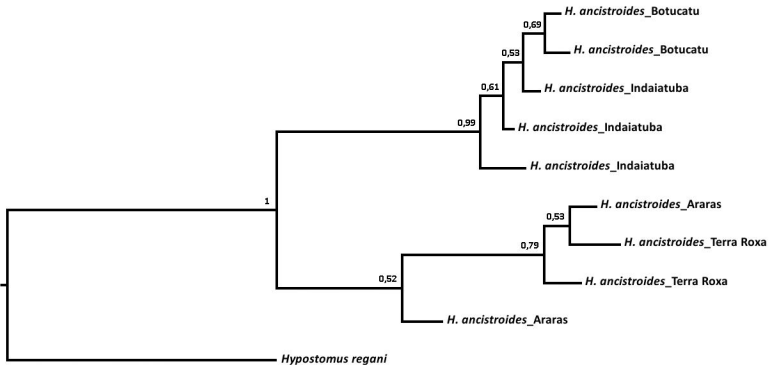 H. ancistroides_Botucatu
0,69
H. ancistroides_Botucatu
0,53
H. ancistroides_Indaiatuba
0,61
H. ancistroides_Indaiatuba
0,99
H. ancistroides_Indaiatuba
1
H. ancistroides_Araras
0,53
H. ancistroides_Terra Roxa
0,79
H. ancistroides_Terra Roxa
0,52
H. ancistroides_Araras
Hypostomus regani